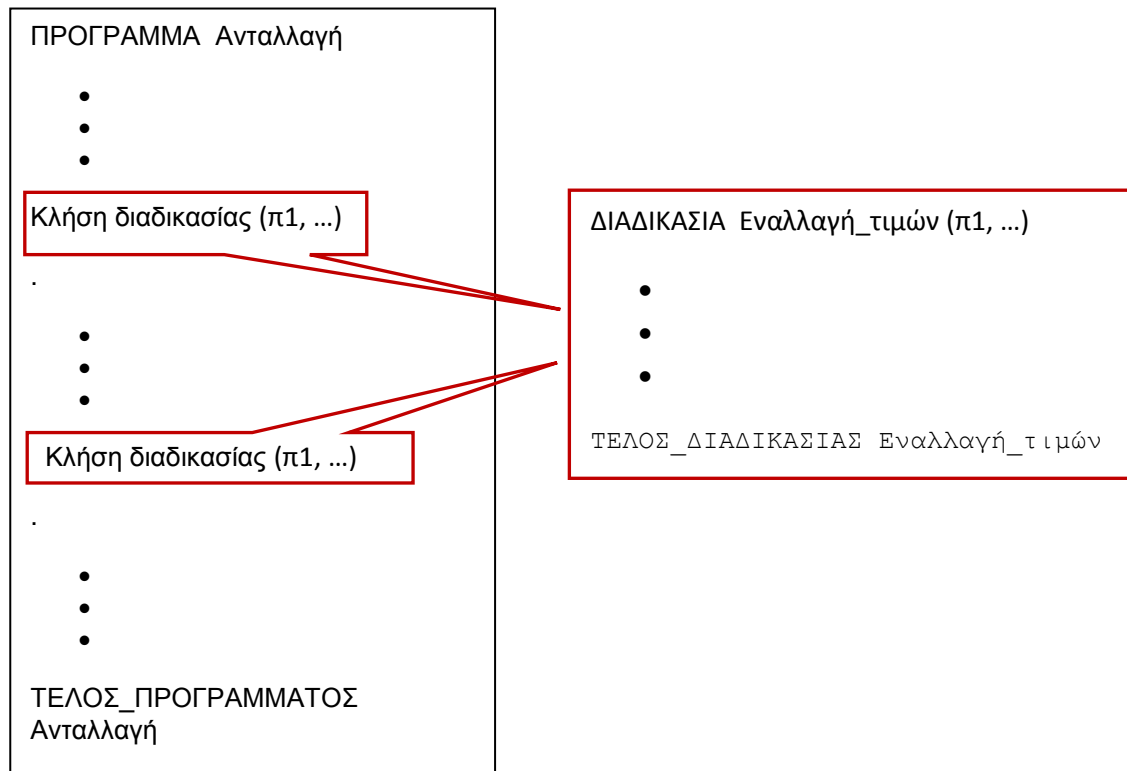 ΠΡΟΓΡΑΜΜΑ Ανταλλαγή
•
•
•
Κλήση διαδικασίας (π1, ...)
.
•
•
•
Κλήση διαδικασίας (π1, ...)
.
•
•
•
ΤΕΛΟΣ_ΠΡΟΓΡΑΜΜΑΤΟΣ
Ανταλλαγή
ΔΙΑΔΙΚΑΣΙΑ Εναλλαγή_τιμών (π1, ...)
•
•
•
ΤΕΛΟΣ_ΔΙΑΔΙΚΑΣΙΑΣ Εναλλαγή_τιμών